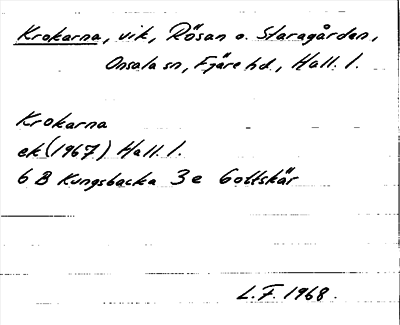 Krokarna, vik, Rösan o. Staragården,
Onsala sn, Fjäre hd., Hall. l.
Krokarna
ek (1967) Hall. l.
6 B Kungsbacka 3 e Gottskär
L.F. 1968.